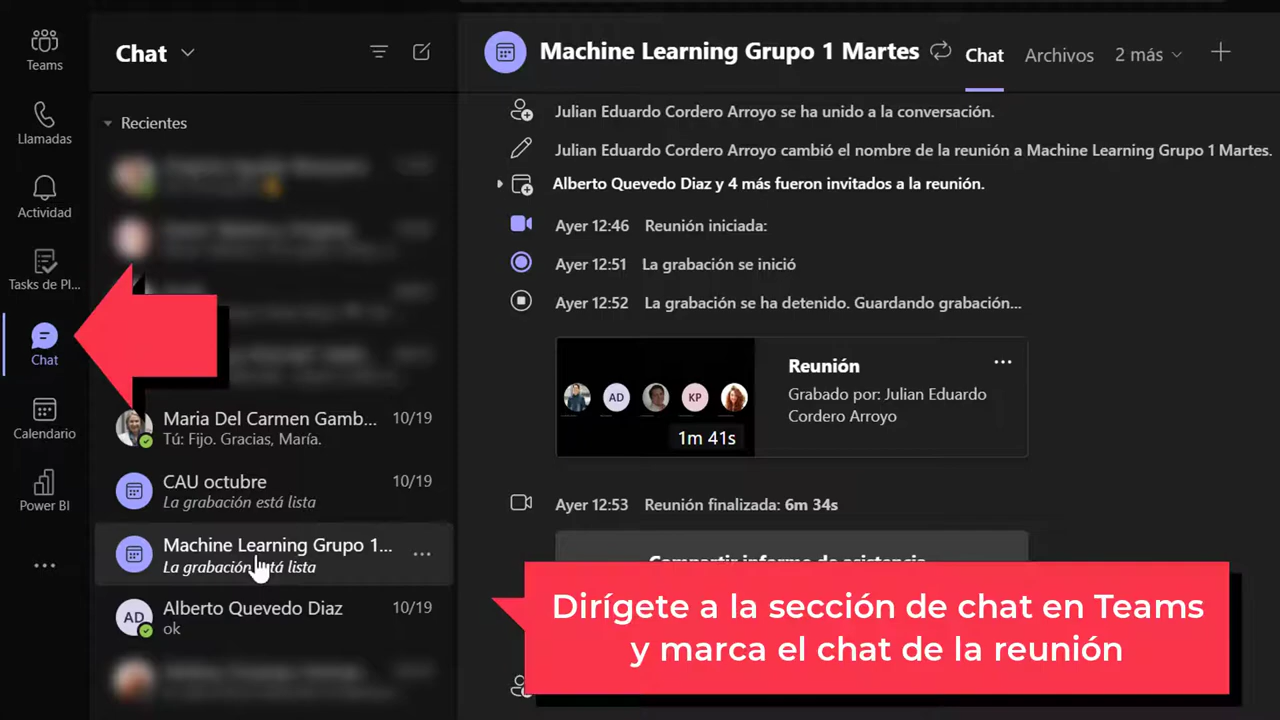 Teams
Llamadas
Actividad
Tasks de Pl...
Chat
Calendario
Power BI
...
Chat
Recientes
Maria Del Carmen Gamb...
10/19
Tú: Fijo. Gracias, María.
CAU octubre
10/19
La grabación está lista
Machine Learning Grupo 1...
...
La grabación está lista
Alberto Quevedo Diaz
10/19
AD
ok
Machine Learning Grupo 1 Martes
Chat
Archivos
2 más
Julian Eduardo Cordero Arroyo se ha unido a la conversación.
Julian Eduardo Cordero Arroyo cambió el nombre de la reunión a Machine Learning Grupo 1 Martes.
Alberto Quevedo Diaz y 4 más fueron invitados a la reunión.
Ayer 12:46 Reunión iniciada:
Ayer 12:51 La grabación se inició
Ayer 12:52 La grabación se ha detenido. Guardando grabación...
AD
KP
1m 41s
Reunión
...
Grabado por: Julian Eduardo
Cordero Arroyo
Ayer 12:53 Reunión finalizada: 6m 34s
Compartir informe de asistencia
Dirígete a la sección de chat en Teams
y marca el chat de la reunión